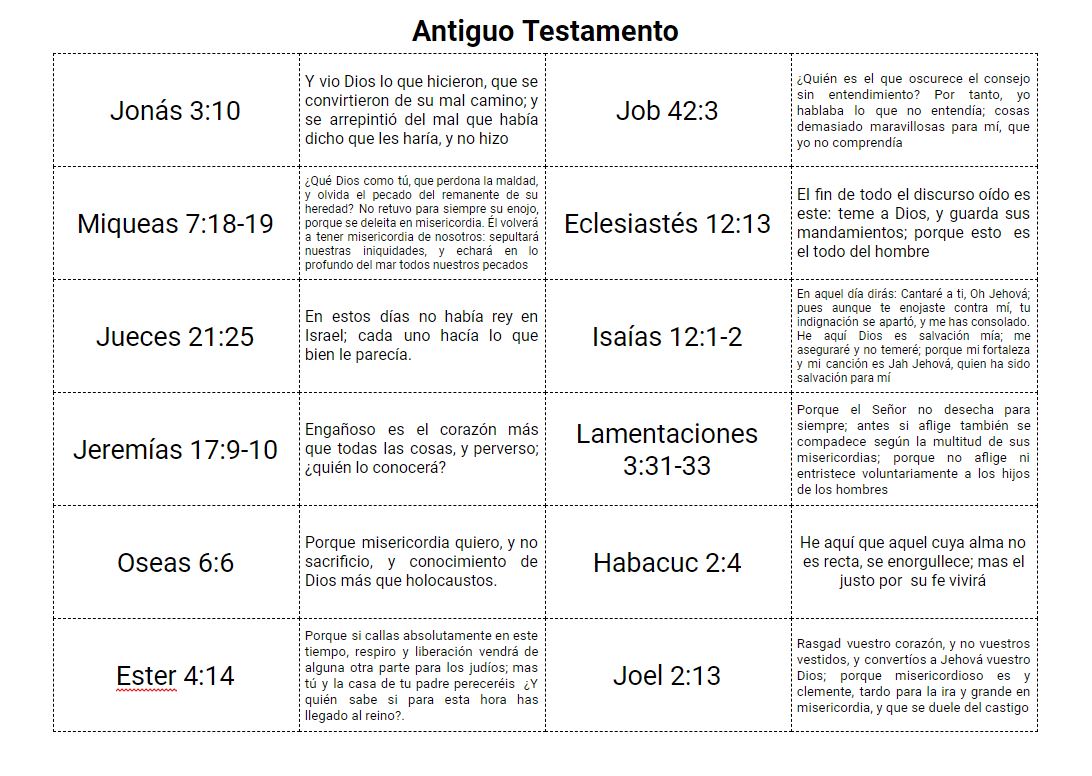 Antiguo Testamento
Jonás 3:10
Y vio Dios lo que hicieron, que se
convirtieron de su mal camino; y
se arrepintió del mal que había
dicho que les haría, y no hizo
Job 42:3
¿Quién es el que oscurece el consejo
sin entendimiento? Por tanto, yo
hablaba lo que no entendía; cosas
demasiado maravillosas para mí, que
yo no comprendía
Miqueas 7:18-19
¿Qué Dios como tú, que perdona la maldad,
y olvida el pecado del remanente de su
heredad? No retuvo para siempre su enojo,
porque se deleita en misericordia. Él volverá
a tener misericordia de nosotros: sepultará
nuestras iniquidades, y echará en lo
profundo del mar todos nuestros pecados
Eclesiastés 12:13
El fin de todo el discurso oído es
este: teme a Dios, y guarda sus
mandamientos; porque esto es
el todo del hombre
Jueces 21:25
En estos días no había rey en
Israel; cada uno hacía lo que
bien le parecía.
Isaías 12:1-2
En aquel día dirás: Cantaré a ti, Oh Jehová;
pues aunque te enojaste contra mí, tu
indignación se apartó, y me has consolado.
He aquí Dios es salvación mía; me
aseguraré y no temeré; porque mi fortaleza
y mi canción es Jah Jehová, quien ha sido
salvación para mí
Jeremías 17:9-10
Engañoso es el corazón más
que todas las cosas, y perverso;
¿quién lo conocerá?
Lamentaciones
3:31-33
Porque el Señor no desecha para
siempre; antes si aflige también se
compadece según la multitud de sus
misericordias; porque no aflige ni
entristece voluntariamente a los hijos
de los hombres
Oseas 6:6
Porque misericordia quiero, y no
sacrificio, y conocimiento de
Dios más que holocaustos.
Habacuc 2:4
He aquí que aquel cuya alma no
es recta, se enorgullece; mas el
justo por su fe vivirá
Ester 4:14
Porque si callas absolutamente en este
tiempo, respiro y liberación vendrá de
alguna otra parte para los judíos; mas
tú y la casa de tu padre pereceréis ¿Y
quién sabe si para esta hora has
llegado al reino?.
Joel 2:13
Rasgad vuestro corazón, y no vuestros
vestidos, y convertíos a Jehová vuestro
Dios; porque misericordioso es y
clemente, tardo para la ira y grande en
misericordia, y que se duele del castigo